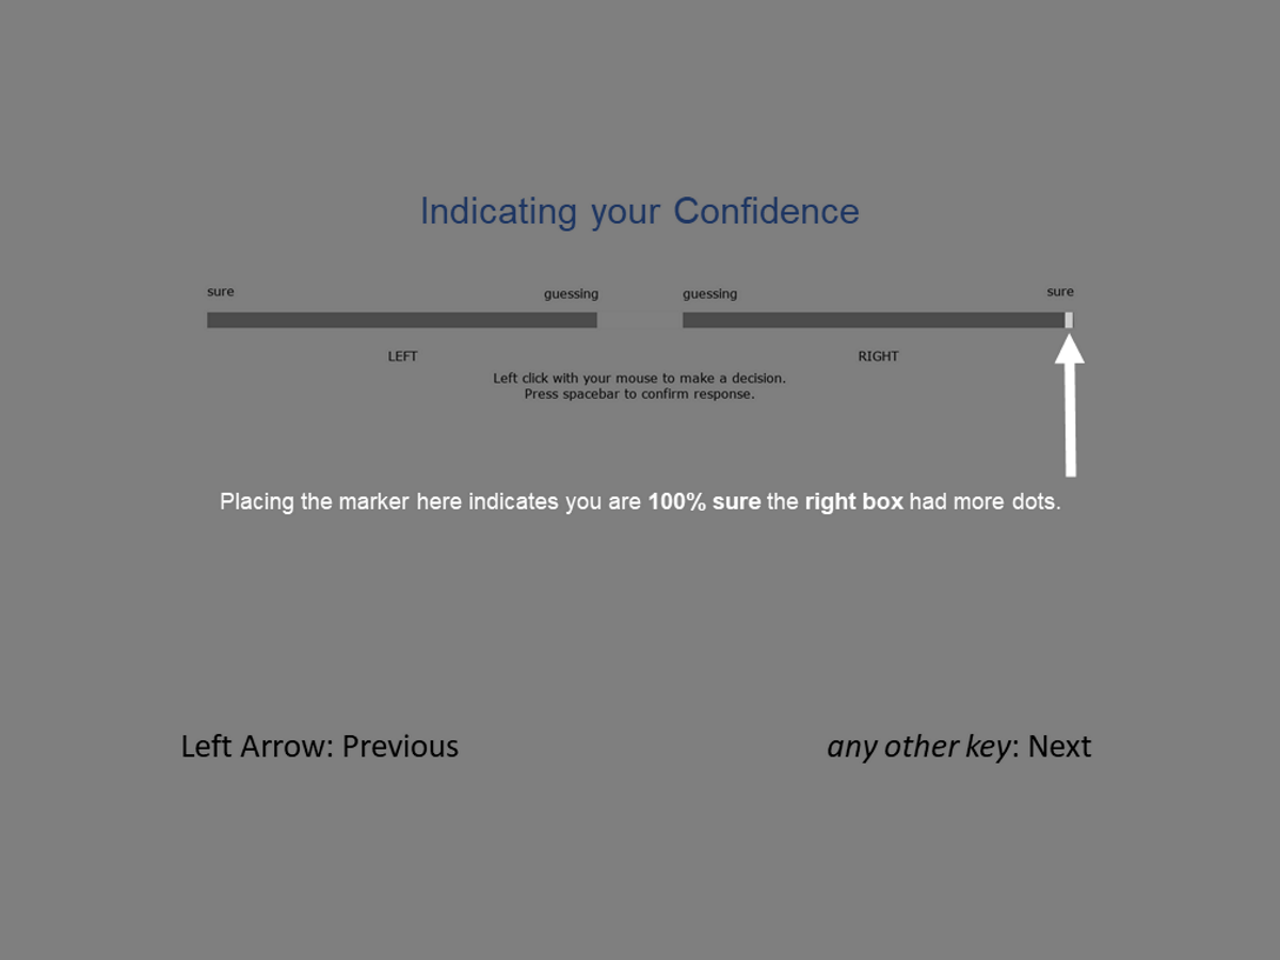 Indicating your Confidence
sure guessing guessing sure
LEFT RIGHT
Left click with your mouse to make a decision.
Press spacebar to confirm response.
Placing the marker here indicates you are 100% sure the right box had more dots.
Left Arrow: Previous any other key: Next